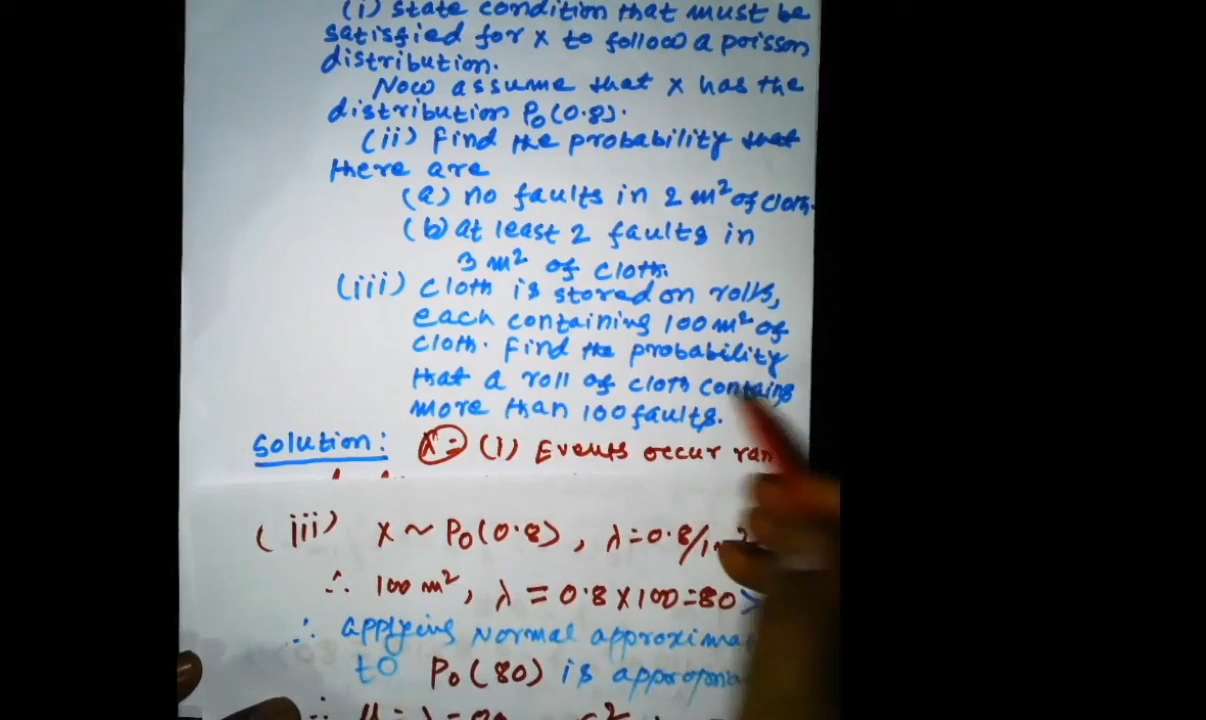 (i) state condition that must be
satisfied for x to follow a poisson
distribution.
Now assume that x has the
distribution Po(0.8).
(ii) find the probability that
there are
(a) no faults in 2 m² of cloth.
(b) at least 2 faults in
3 m² of cloth.
(iii) cloth is stored on rolls,
each containing 100 m² of
cloth. find the probability
that a roll of cloth contains
more than 100 faults.
solution: x = (i) Events occur ran
(iii) x ~ Po(0.8), λ=0.8/1
∴ 100 m², λ = 0.8 x 100 = 80 >
∴ applying Normal approxima
to Po(80) is appropria